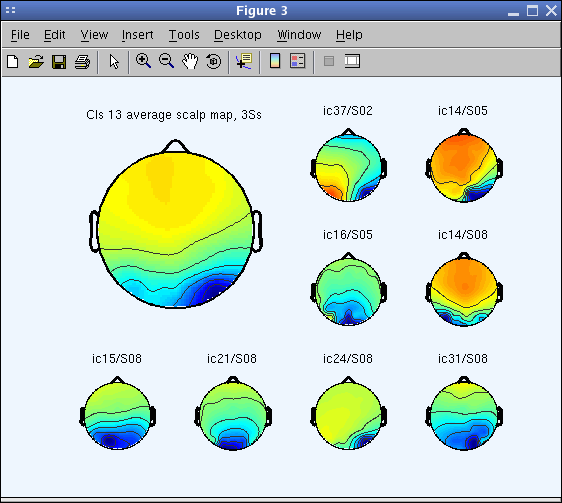 Figure 3
File Edit View Insert Tools Desktop Window Help
Cls 13 average scalp map, 3Ss
ic37/S02
ic14/S05
ic16/S05
ic14/S08
ic15/S08
ic21/S08
ic24/S08
ic31/S08